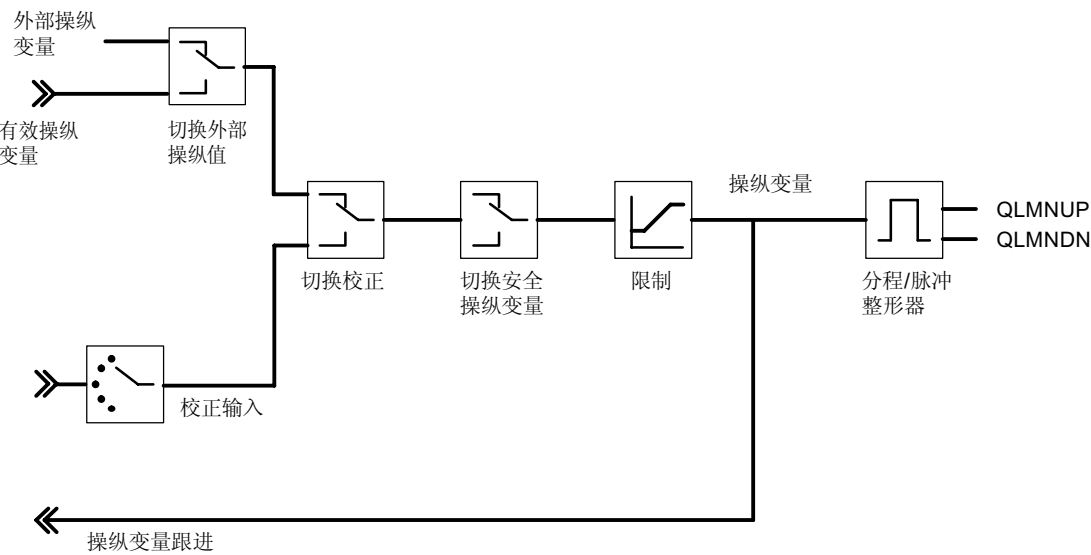 外部操纵
变量
有效操纵
变量
切换外部
操纵值
切换校正
切换安全
操纵变量
限制
操纵变量
分程/脉冲
整形器
QLMNUP
QLMNDN
校正输入
操纵变量跟进